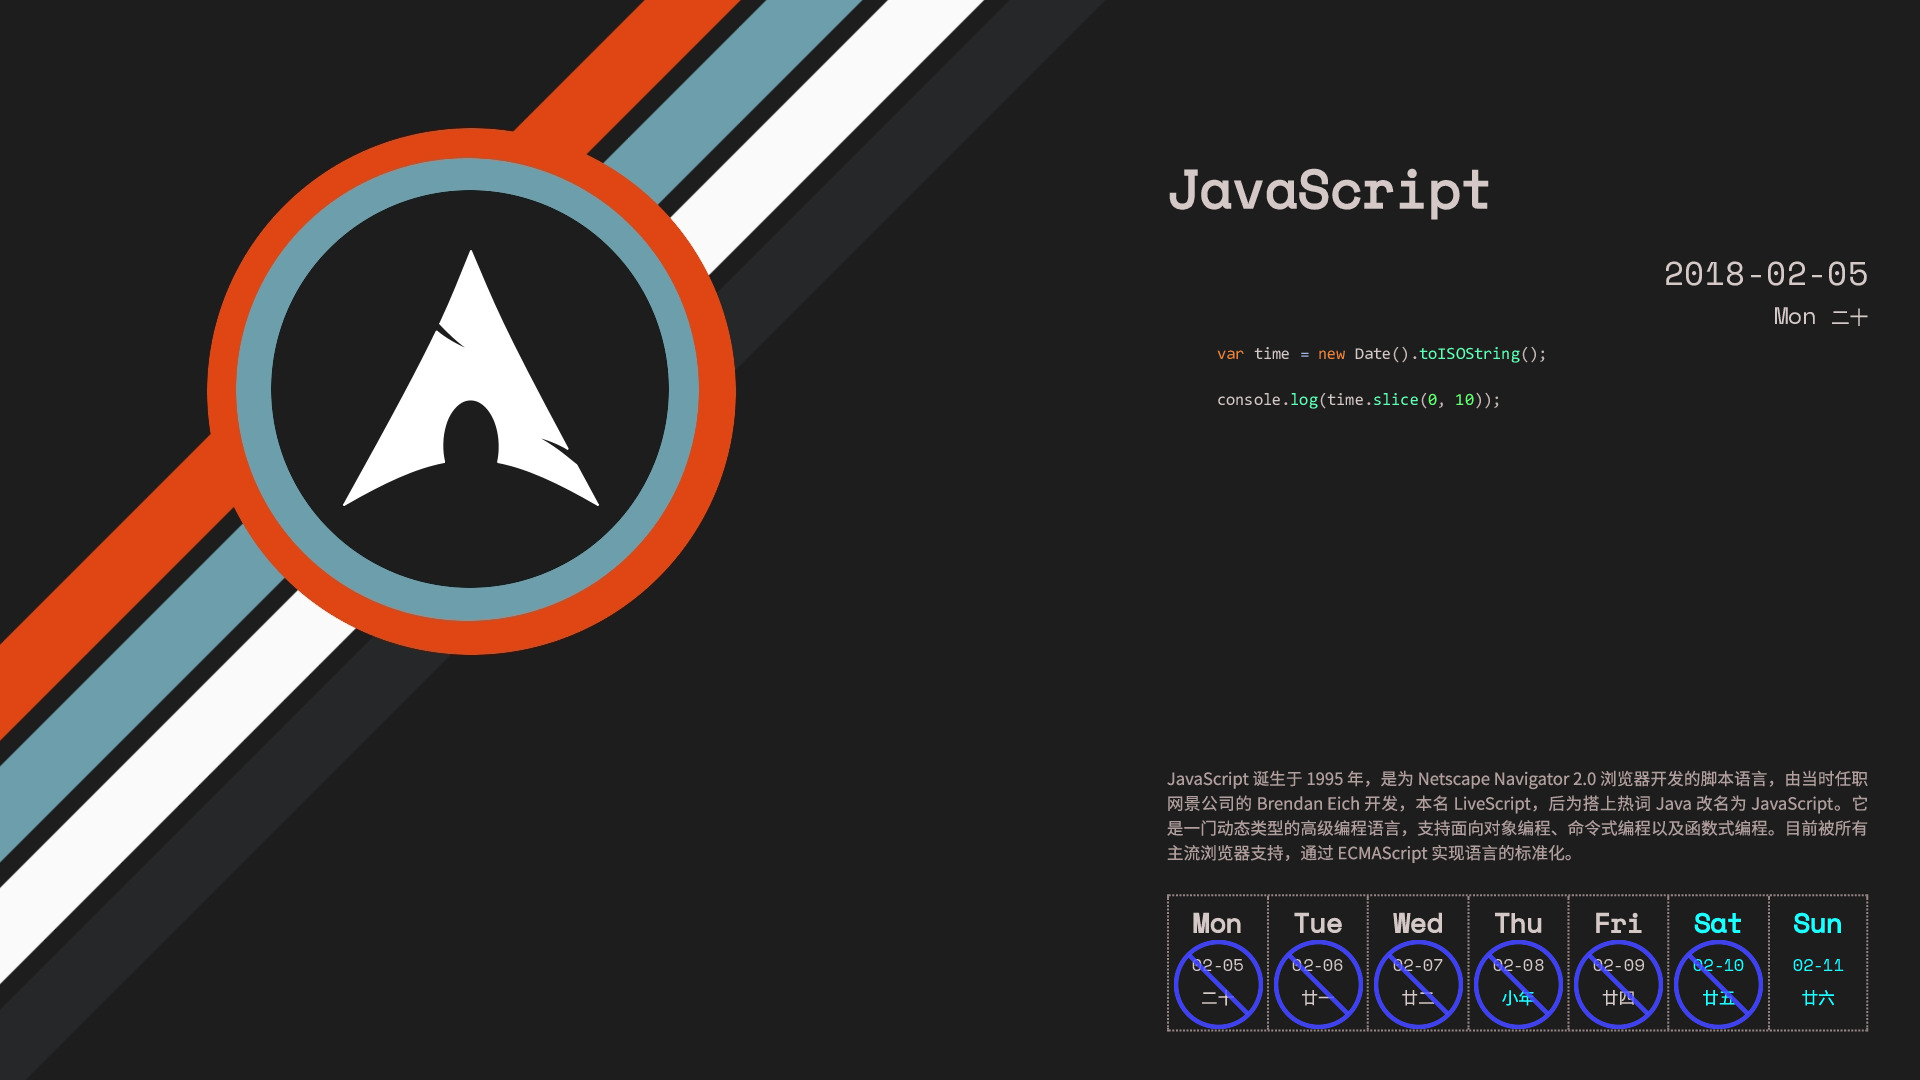 JavaScript
2018-02-05
Mon 二十
var time = new Date().toISOString();
console.log(time.slice(0, 10));
JavaScript 诞生于 1995 年，是为 Netscape Navigator 2.0 浏览器开发的脚本语言，由当时任职
网景公司的 Brendan Eich 开发，本名 LiveScript，后为搭上热词 Java 改名为 JavaScript。它
是一门动态类型的高级编程语言，支持面向对象编程、命令式编程以及函数式编程。目前被所有
主流浏览器支持，通过 ECMAScript 实现语言的标准化。
Mon Tue Wed Thu Fri Sat Sun
02-05 02-06 02-07 02-08 02-09 02-10 02-11
二十 廿一 廿二 小年 廿四 廿五 廿六